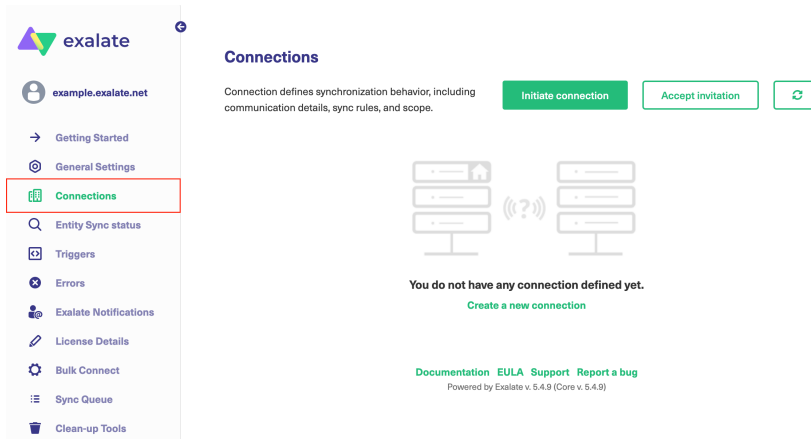 exalate
example.exalate.net
Getting Started
General Settings
Connections
Entity Sync status
Triggers
Errors
Exalate Notifications
License Details
Bulk Connect
Sync Queue
Clean-up Tools
Connections
Connection defines synchronization behavior, including
communication details, sync rules, and scope.
Initiate connection
Accept invitation
((?))
You do not have any connection defined yet.
Create a new connection
Documentation EULA Support Report a bug
Powered by Exalate v. 5.4.9 (Core v. 5.4.9)